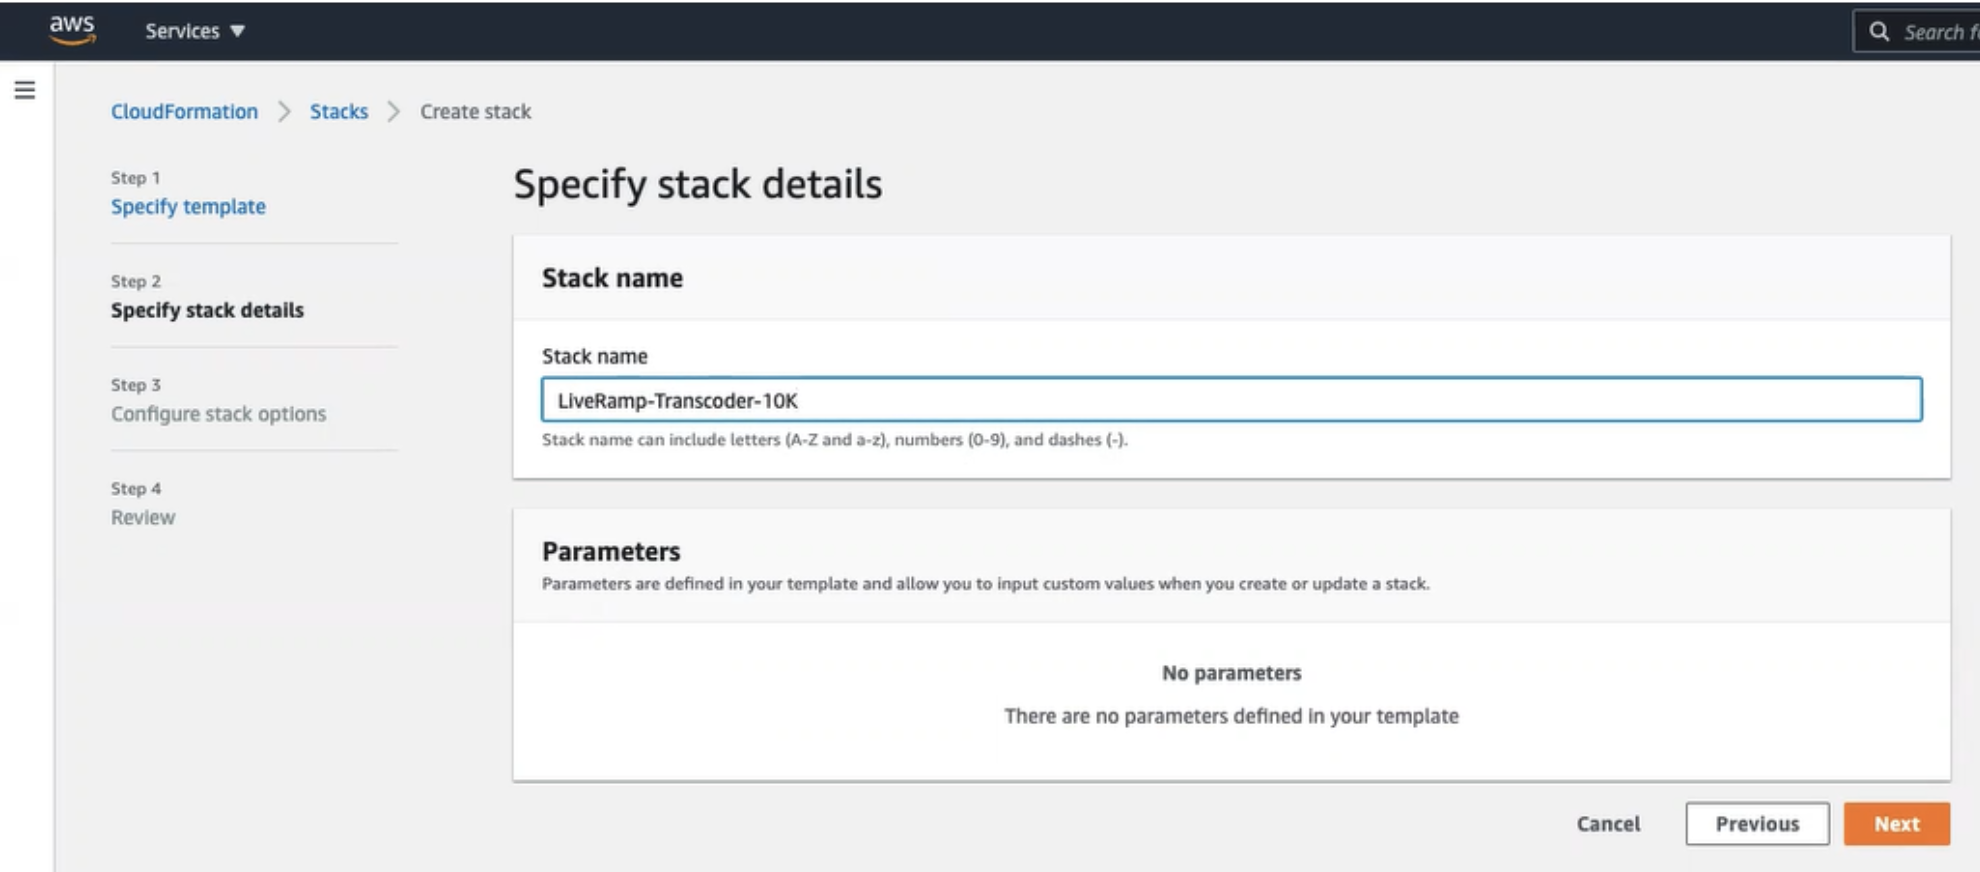 aws
Services
Search
CloudFormation
Stacks
Create stack
Step 1
Specify template
Step 2
Specify stack details
Step 3
Configure stack options
Step 4
Review
Specify stack details
Stack name
Stack name
LiveRamp-Transcoder-10K
Stack name can include letters (A-Z and a-z), numbers (0-9), and dashes (-).
Parameters
Parameters are defined in your template and allow you to input custom values when you create or update a stack.
No parameters
There are no parameters defined in your template
Cancel
Previous
Next